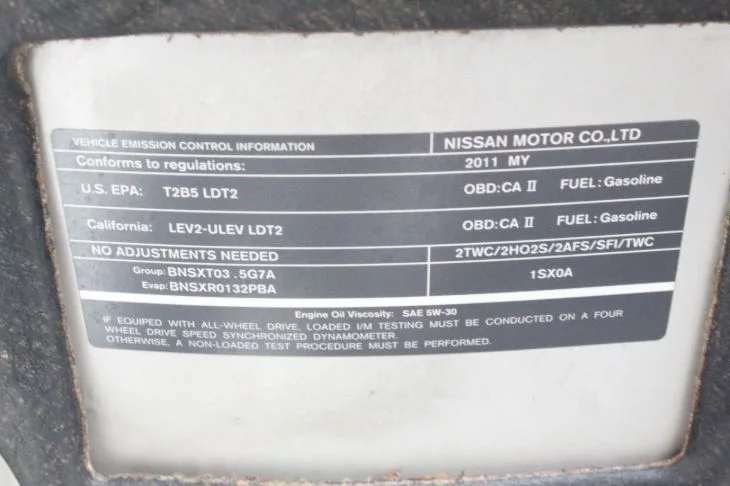 VEHICLE EMISSION CONTROL INFORMATION NISSAN MOTOR CO.,LTD
Conforms to regulations: 2011 MY
U.S. EPA: T2B5 LDT2 OBD:CA II FUEL:Gasoline
California: LEV2-ULEV LDT2 OBD:CA II FUEL:Gasoline
NO ADJUSTMENTS NEEDED 2TWC/2HO2S/2AFS/SFI/TWC
Group: BNSXT03.5G7A 1SX0A
Evap: BNSXR0132PBA
Engine Oil Viscosity: SAE 5W-30
IF EQUIPED WITH ALL-WHEEL DRIVE, LOADED I/M TESTING MUST BE CONDUCTED ON A FOUR
WHEEL DRIVE SPEED SYNCHRONIZED DYNAMOMETER.
OTHERWISE, A NON-LOADED TEST PROCEDURE MUST BE PERFORMED.